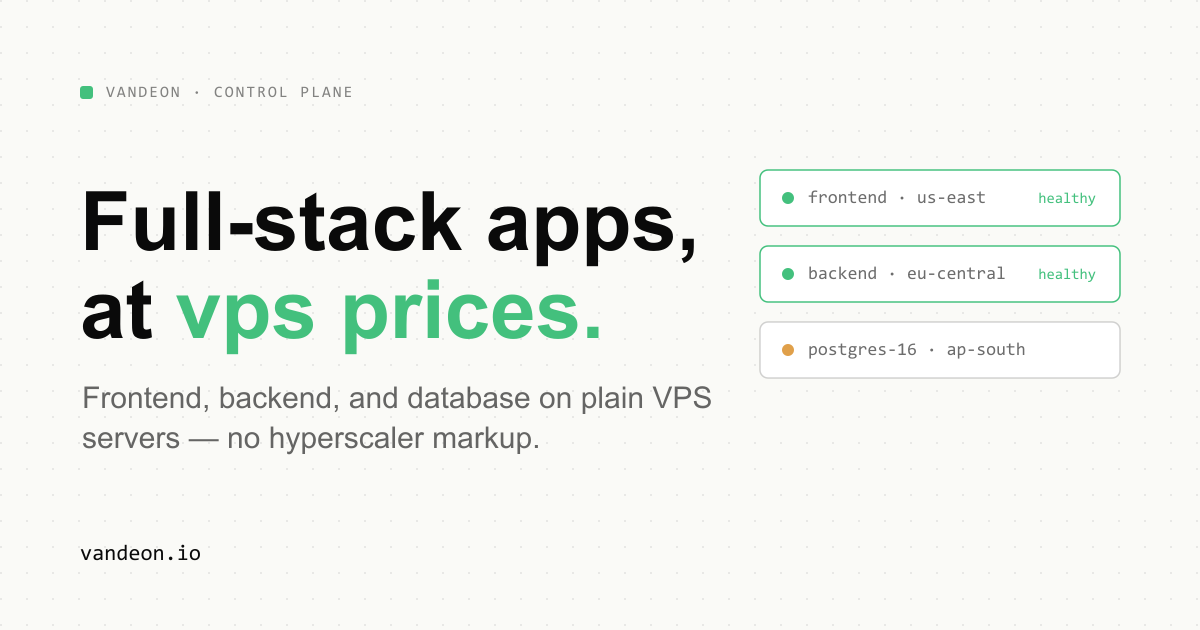 VANDEON · CONTROL PLANE
Full-stack apps,
at vps prices.
Frontend, backend, and database on plain VPS
servers — no hyperscaler markup.
frontend · us-east healthy
backend · eu-central healthy
postgres-16 · ap-south
vandeon.io